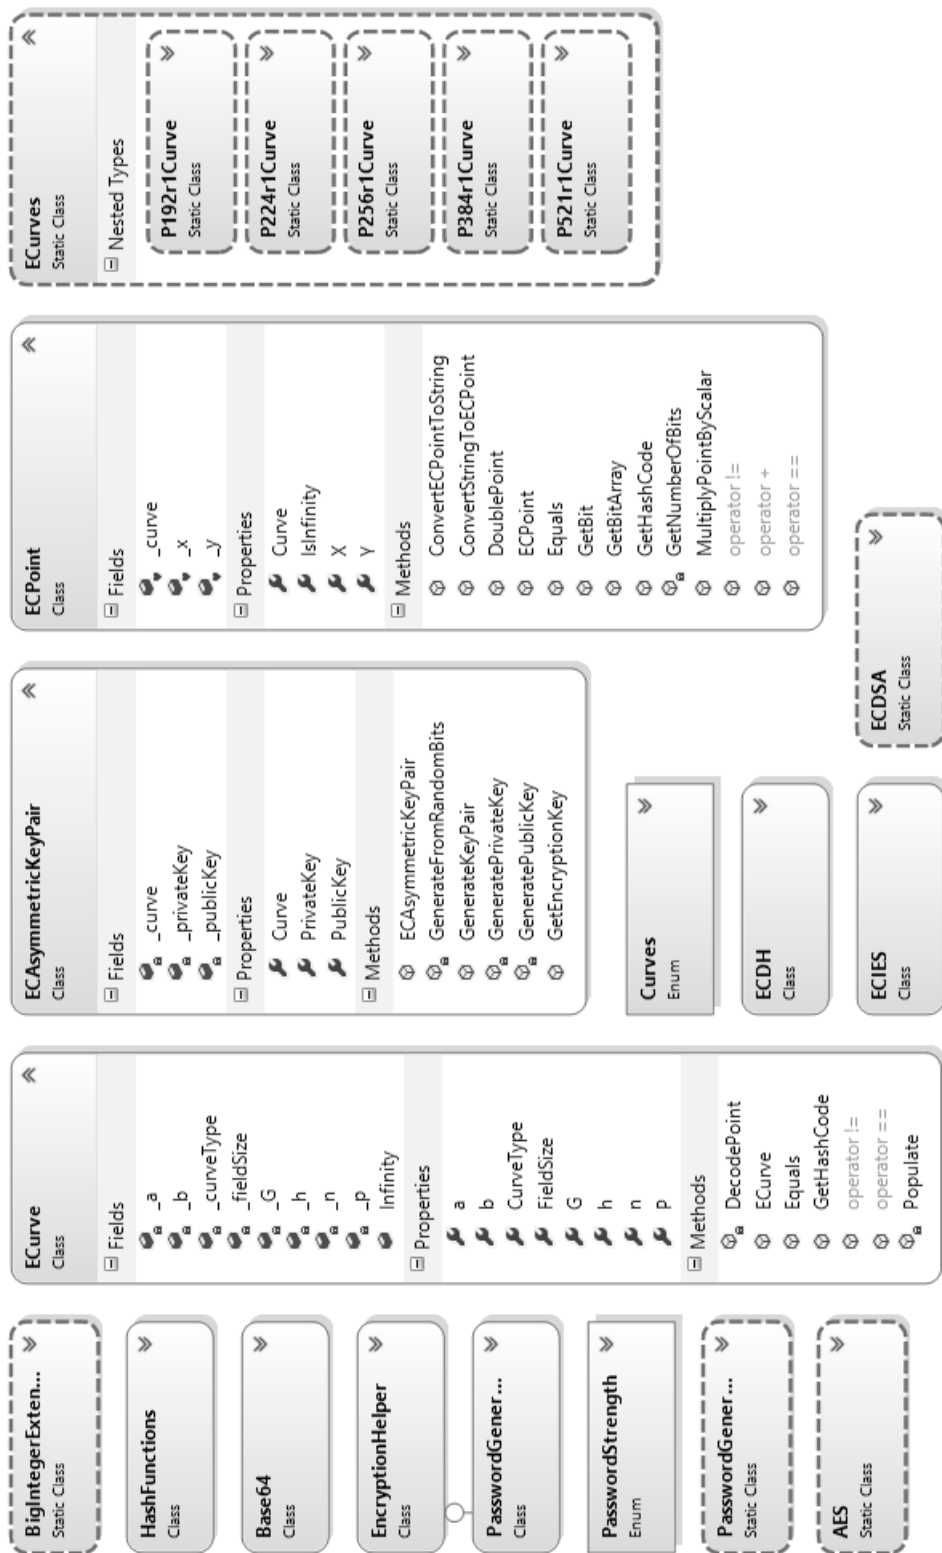 BigIntegerExten...
Static Class
HashFunctions
Class
Base64
Class
EncryptionHelper
Class
PasswordGener...
Class
PasswordStrength
Enum
PasswordGener...
Static Class
AES
Static Class
ECurve
Class
Fields
_a
_b
_curveType
_fieldSize
_G
_h
_n
_p
Infinity
Properties
a
b
CurveType
FieldSize
G
h
n
p
Methods
DecodePoint
ECurve
Equals
GetHashCode
operator !=
operator ==
Populate
ECAsymmetricKeyPair
Class
Fields
_curve
_privateKey
_publicKey
Properties
Curve
PrivateKey
PublicKey
Methods
ECAsymmetricKeyPair
GenerateFromRandomBits
GenerateKeyPair
GeneratePrivateKey
GeneratePublicKey
GetEncryptionKey
Curves
Enum
ECDH
Class
ECIES
Class
ECPoint
Class
Fields
_curve
_x
_y
Properties
Curve
IsInfinity
X
Y
Methods
ConvertECPointToString
ConvertStringToECPoint
DoublePoint
ECPoint
Equals
GetBit
GetBitArray
GetHashCode
GetNumberOfBits
MultiplyPointByScalar
operator !=
operator +
operator ==
ECDSA
Static Class
ECurves
Static Class
Nested Types
P192r1Curve
Static Class
P224r1Curve
Static Class
P256r1Curve
Static Class
P384r1Curve
Static Class
P521r1Curve
Static Class